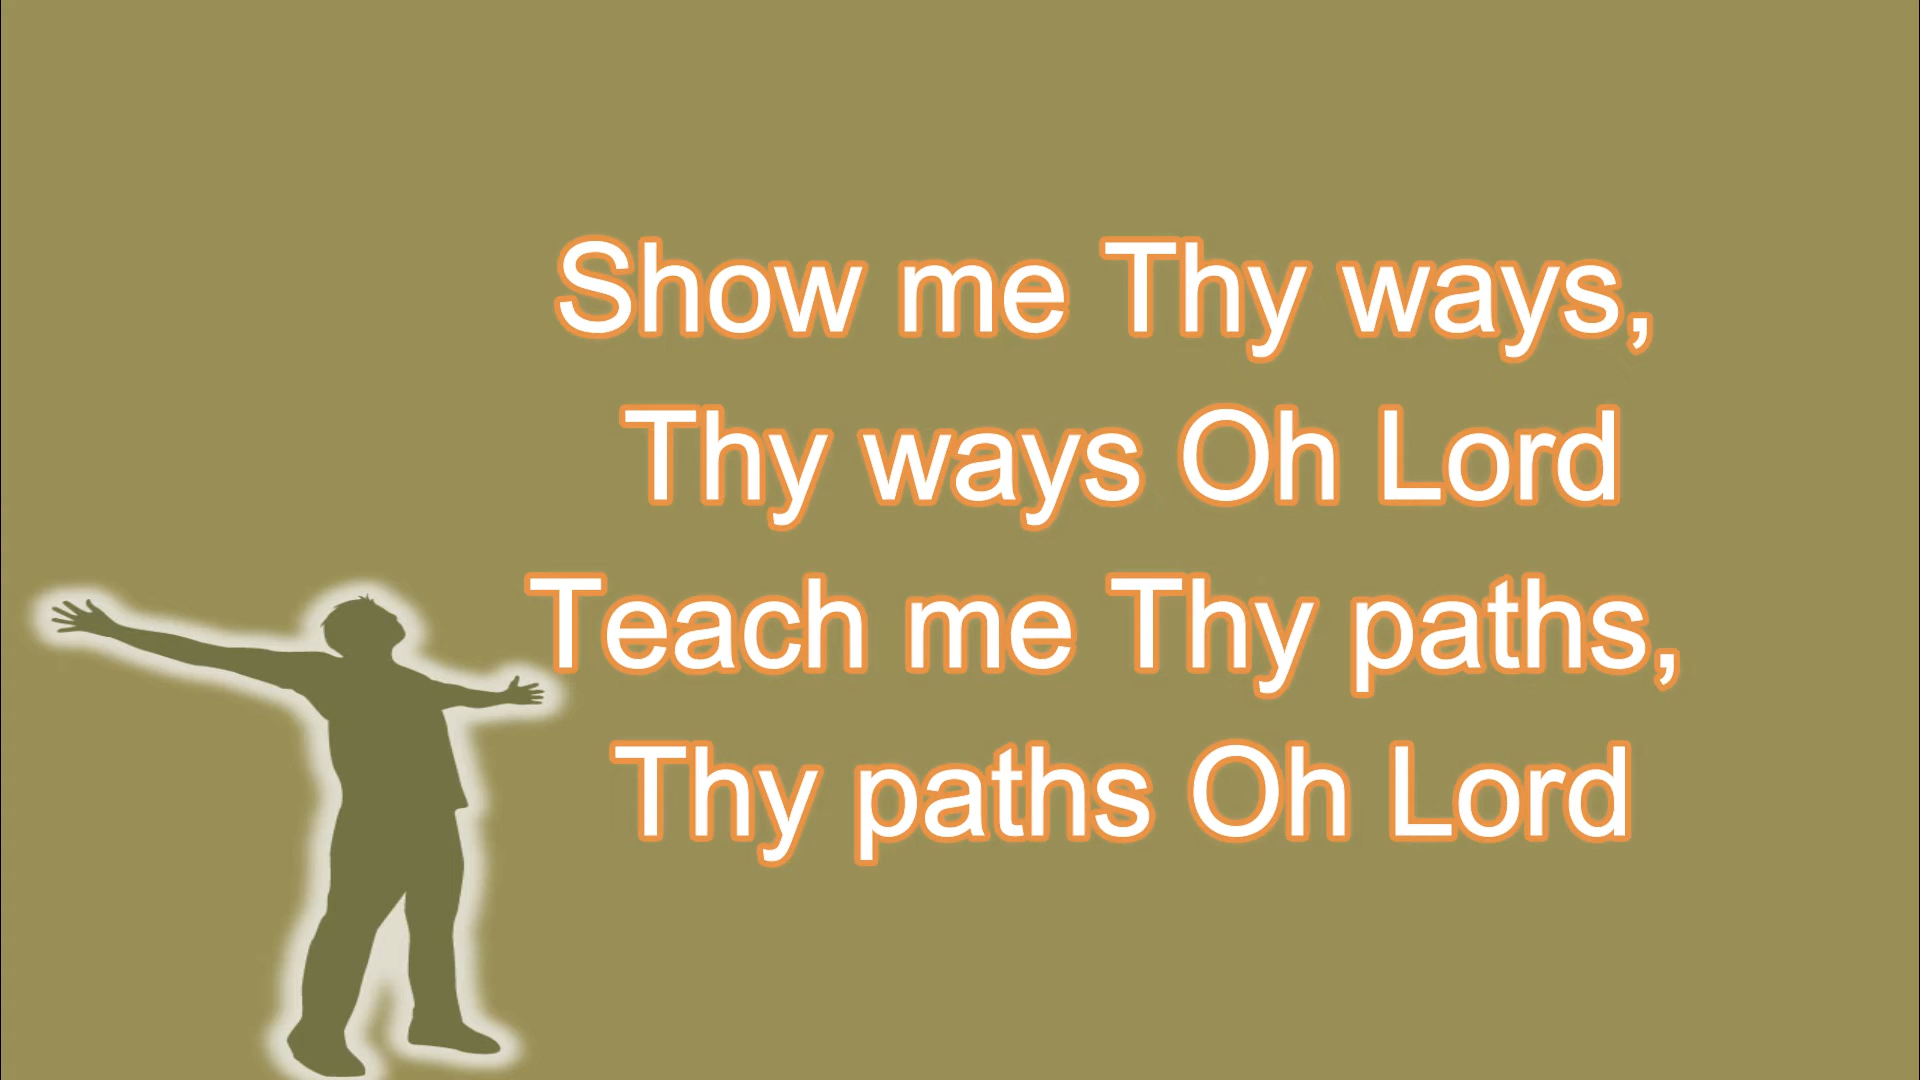 Show me Thy ways,
Thy ways Oh Lord
Teach me Thy paths,
Thy paths Oh Lord